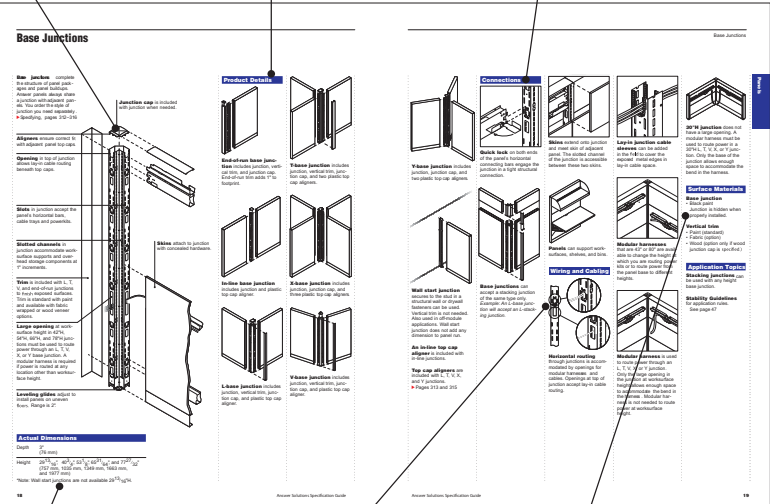 Base Junctions
Base Junctions
Base junctions complete
the structure of panel pack-
ages and panel buildups.
Answer panels always share
a junction with adjacent pan-
els. You order the style of
junction you need separately.
Specifying, pages 312–316
Junction cap is included
with junction when needed.
Aligners ensure correct fit
with adjacent panel top caps.
Opening in top of junction
allows lay-in cable routing
beneath top caps.
Slots in junction accept the
panel's horizontal bars,
cable trays and powerkits.
Slotted channels in
junction accommodate work-
surface supports and over-
head storage components at
1" increments.
Trim is included with L, T,
V, and end-of-run junctions
to cover exposed surfaces.
Trim is standard with paint
and available with fabric
wrapped or wood veneer
options.
Large opening at work-
surface height in 42"H,
54"H, 66"H, and 78"H junc-
tions must be used to route
power through an L, T, V,
X, or Y base junction. A
modular harness is required
if power is routed at any
location other than worksur-
face height.
Leveling glides adjust to
install panels on uneven
floors. Range is 2".
Skins attach to junction
with concealed hardware.
Actual Dimensions
Depth 3"
(76 mm)
Height
(757 mm, 1035 mm, 1349 mm, 1663 mm,
and 1977 mm)
Product Details
End-of-run base junc-
tion includes junction, verti-
cal trim, and junction cap.
End-of-run trim adds 1" to
footprint.
T-base junction includes
junction, vertical trim, junc-
tion cap, and two plastic top
cap aligners.
In-line base junction
includes junction and plastic
top cap aligner.
X-base junction includes
junction, junction cap, and
three plastic top cap aligners.
L-base junction includes
junction, vertical trim, junc-
tion cap, and plastic top cap
aligner.
V-base junction includes
junction, vertical trim, junc-
tion cap, and plastic top cap
aligner.
Y-base junction includes
junction, junction cap, and
two plastic top cap aligners.
Wall start junction
secures to the stud in a
structural wall or drywall
fasteners can be used.
Vertical trim is not needed.
Also used in off-module
applications. Wall start
junction does not add any
dimension to panel run.
An in-line top cap
aligner is included with
in-line junctions.
Top cap aligners are
included with L, T, V, X,
and Y junctions.
Pages 313 and 315
Connections
Quick lock on both ends
of the panel's horizontal
connecting bars engage the
junction in a tight structural
connection.
Base junctions can
accept a stacking junction
of the same type only.
Example: An L-base junc-
tion will accept an L-stack-
ing junction.
Skins extend onto junction
and meet skin of adjacent
panel. The slotted channel
of the junction is accessible
between these two skins.
Panels can support work-
surfaces, shelves, and bins.
Wiring and Cabling
Horizontal routing
through junctions is accom-
modated by openings for
modular harnesses and
cables. Openings at top of
junction accept lay-in cable
routing.
Lay-in junction cable
sleeves can be added
in the field to cover the
exposed metal edges in
lay-in cable space.
Modular harnesses
that are 43" or 80" are avail-
able to change the height at
which you are routing power
kits or to route power from
the panel base to different
heights.
Modular harness is used
to route power through an
L, T, V, X, or Y junction.
Only the large opening in
the junction at worksurface
height allows enough space
to accommodate the bend in
the harness. Modular har-
ness is not needed to route
power at worksurface
height.
30"H junction does not
have a large opening. A
modular harness must be
used to route power in a
30"H L, T, V, X, or Y junc-
tion. Only the base of the
junction allows enough
space to accommodate the
bend in the harness.
Surface Materials
Base junction
• Black paint
Junction is hidden when
properly installed.
Vertical trim
• Paint (standard)
• Fabric (option)
• Wood (option only if wood
junction cap is specified.)
Application Topics
Stacking junctions can
be used with any height
base junction.
Stability Guidelines
for application rules.
See page 47
Panels
18
Answer Solutions Specification Guide
Answer Solutions Specification Guide
19